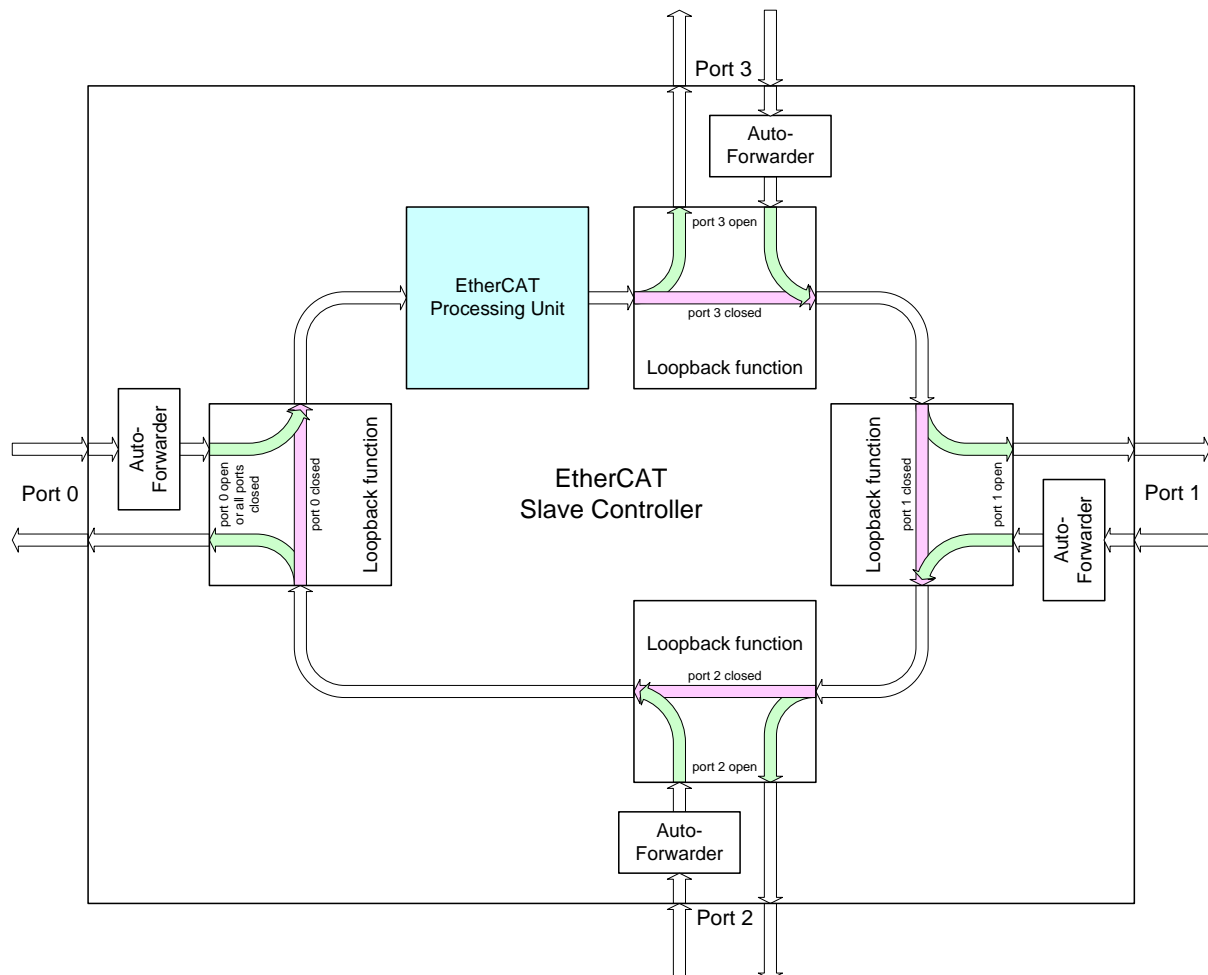 Port 3
Auto-
Forwarder
port 3 open
EtherCAT
Processing Unit
port 3 closed
Loopback function
Auto-
Forwarder
Port 0
port 0 open
or all ports
closed
port 0 closed
Loopback function
EtherCAT
Slave Controller
Loopback function
port 1 closed
port 1 open
Port 1
Auto-
Forwarder
Loopback function
port 2 closed
port 2 open
Auto-
Forwarder
Port 2